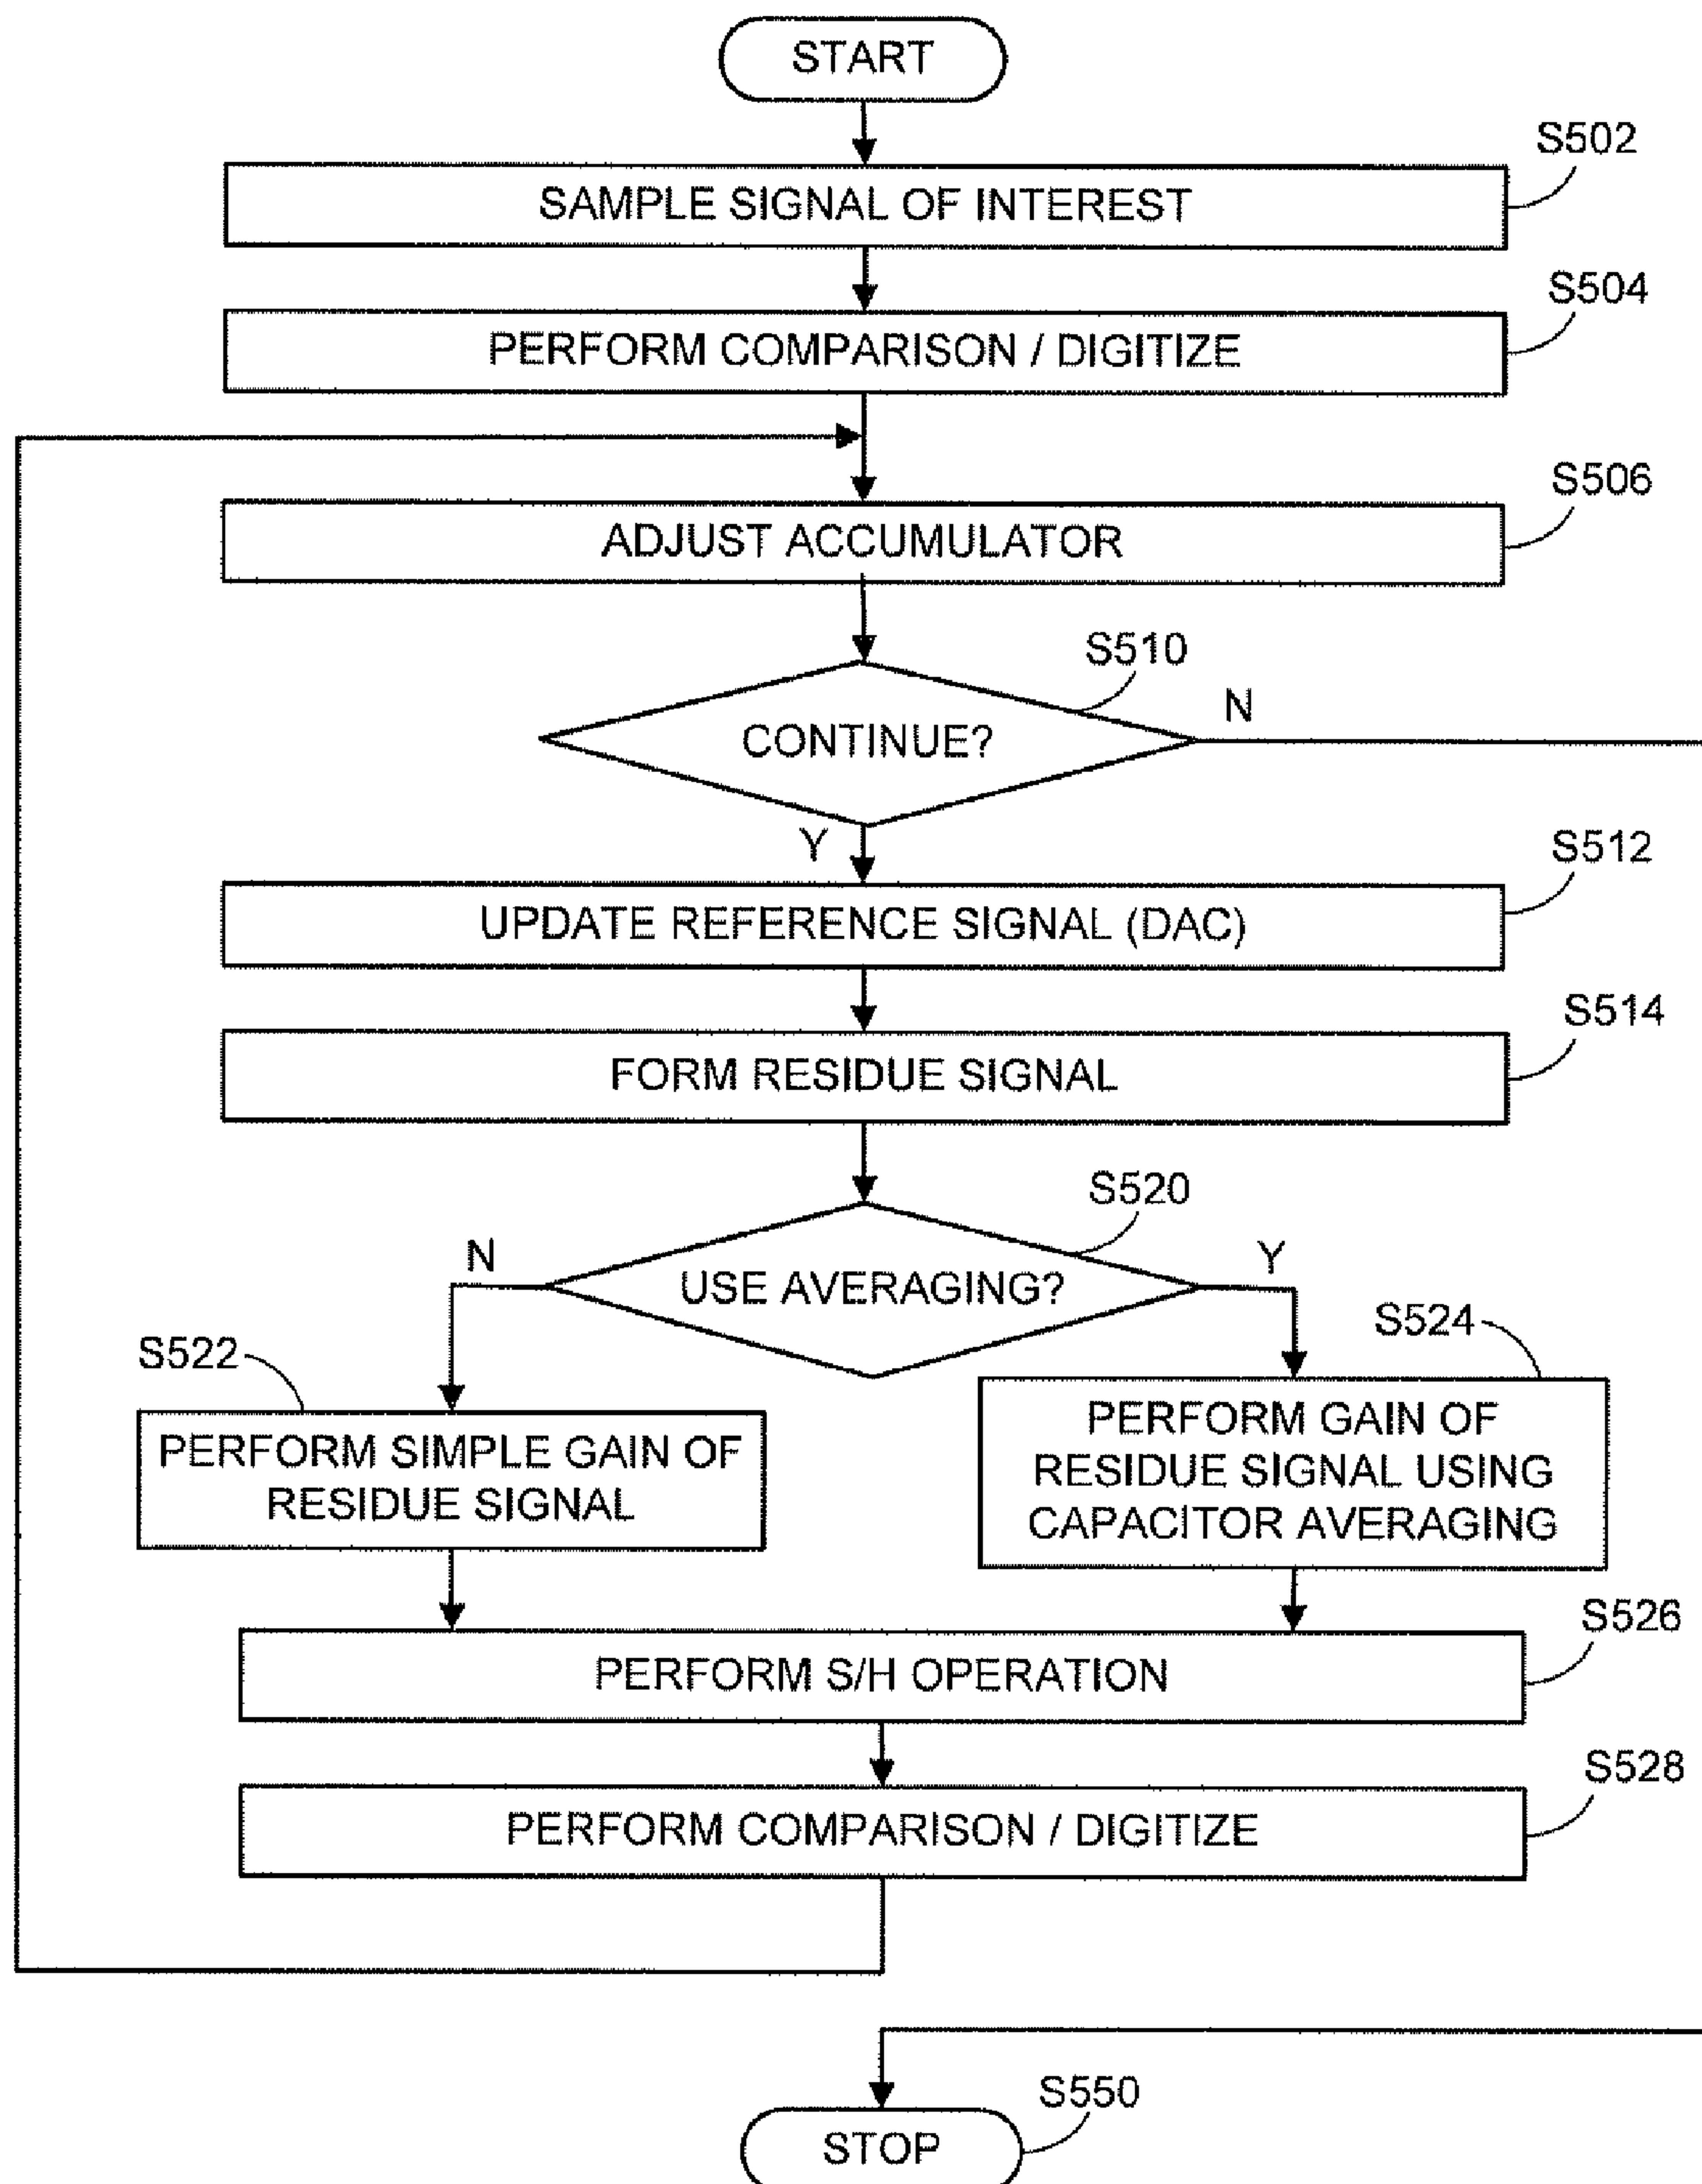 START
S502
SAMPLE SIGNAL OF INTEREST
S504
PERFORM COMPARISON / DIGITIZE
S506
ADJUST ACCUMULATOR
S510
N
CONTINUE?
Y
S512
UPDATE REFERENCE SIGNAL (DAC)
S514
FORM RESIDUE SIGNAL
S520
N
Y
USE AVERAGING?
S522
S524
PERFORM SIMPLE GAIN OF
RESIDUE SIGNAL
PERFORM GAIN OF
RESIDUE SIGNAL USING
CAPACITOR AVERAGING
S526
PERFORM S/H OPERATION
S528
PERFORM COMPARISON / DIGITIZE
S550
STOP